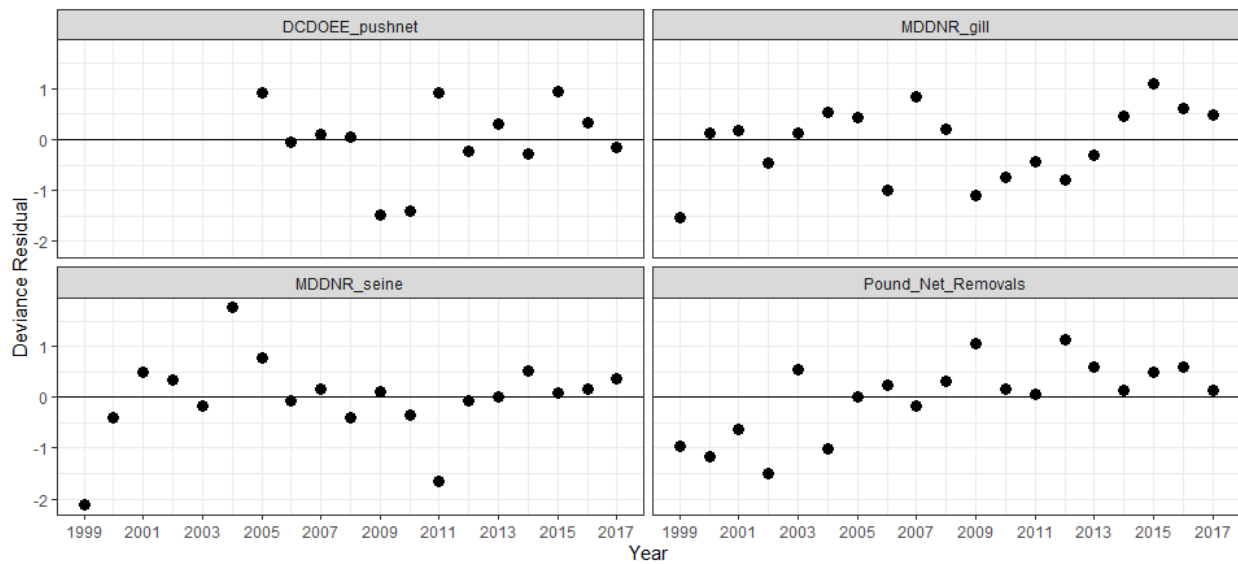 DCDOEE_pushnet
MDDNR_gill
1
0
-1
-2
MDDNR_seine
Pound_Net_Removals
1
0
-1
-2
Deviance Residual
1999 2001 2003 2005 2007 2009 2011 2013 2015 2017
1999 2001 2003 2005 2007 2009 2011 2013 2015 2017
Year